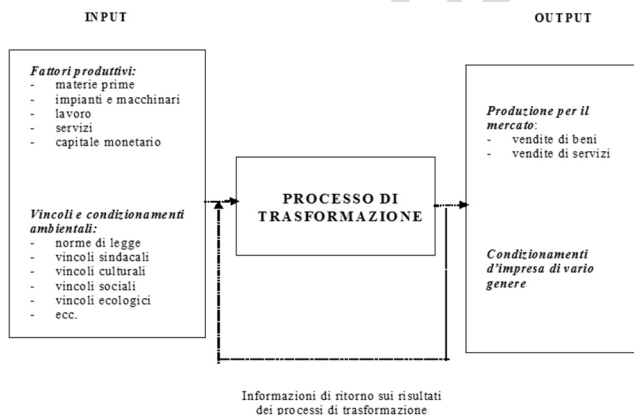 INPUT
OUTPUT
Fattori produttivi:
- materie prime
- impianti e macchinari
- lavoro
- servizi
- capitale monetario
Vincoli e condizionamenti
ambientali:
- norme di legge
- vincoli sindacali
- vincoli culturali
- vincoli sociali
- vincoli ecologici
- ecc.
PROCESSO DI
TRASFORMAZIONE
Produzione per il
mercato:
- vendite di beni
- vendite di servizi
Condizionamenti
d'impresa di vario
genere
Informazioni di ritorno sui risultati
dei processi di trasformazione